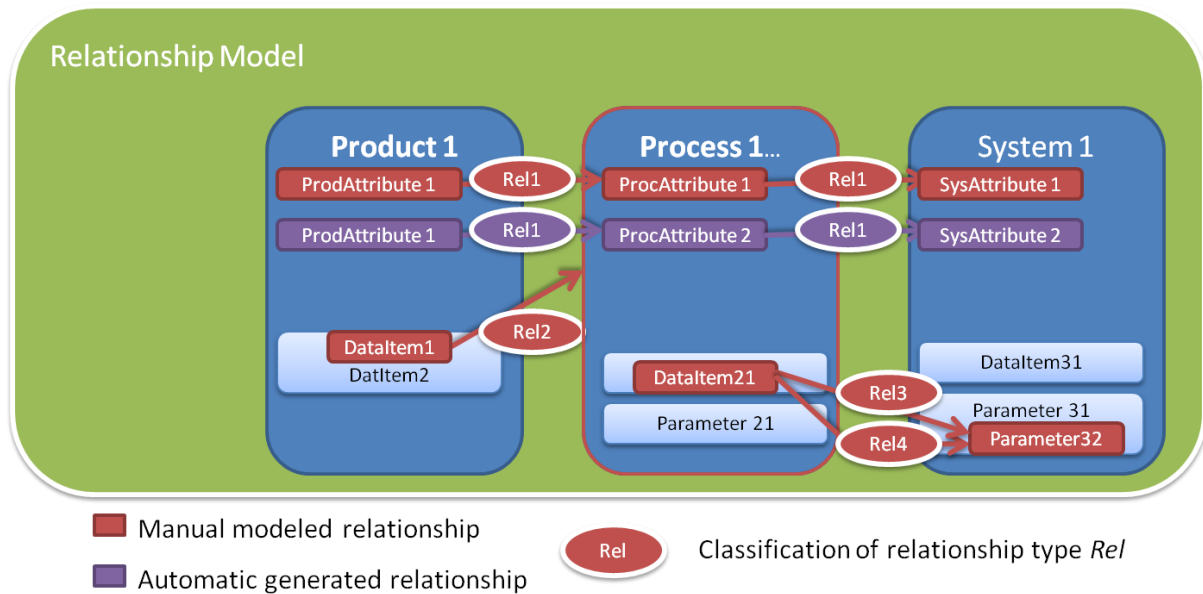 Relationship Model
Product 1
Process 1...
System 1
ProdAttribute 1
Rel1
ProcAttribute 1
Rel1
SysAttribute 1
ProdAttribute 1
Rel1
ProcAttribute 2
Rel1
SysAttribute 2
Rel2
DataItem1
DatItem2
DataItem31
DataItem21
Rel3
Parameter 31
Parameter 21
Rel4
Parameter32
Manual modeled relationship
Rel
Classification of relationship type Rel
Automatic generated relationship